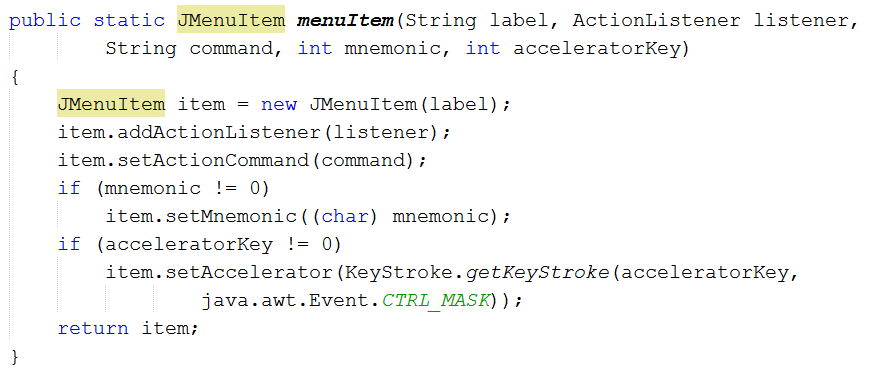 public static JMenuItem menuItem(String label, ActionListener listener,
        String command, int mnemonic, int acceleratorKey)
{
    JMenuItem item = new JMenuItem(label);
    item.addActionListener(listener);
    item.setActionCommand(command);
    if (mnemonic != 0)
        item.setMnemonic((char) mnemonic);
    if (acceleratorKey != 0)
        item.setAccelerator(KeyStroke.getKeyStroke(acceleratorKey,
                java.awt.Event.CTRL_MASK));
    return item;
}